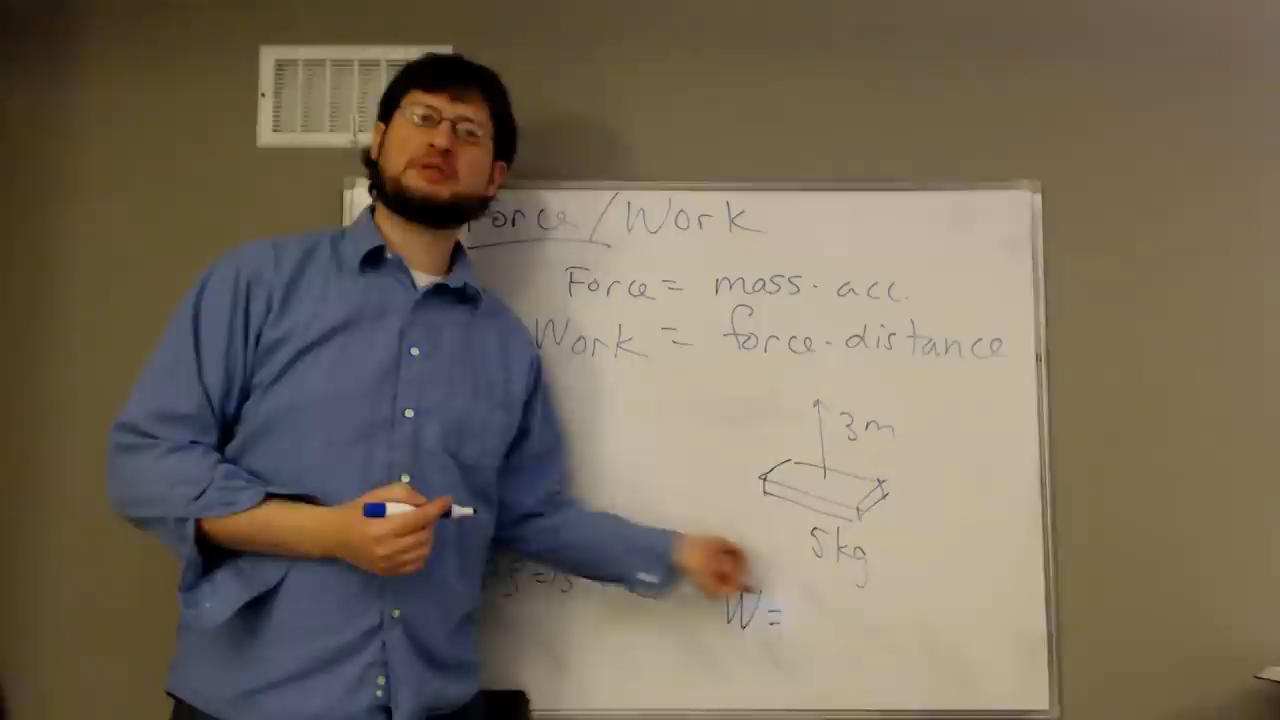 Force/Work
Force = mass · acc.
Work = force · distance
3m
5kg
W =